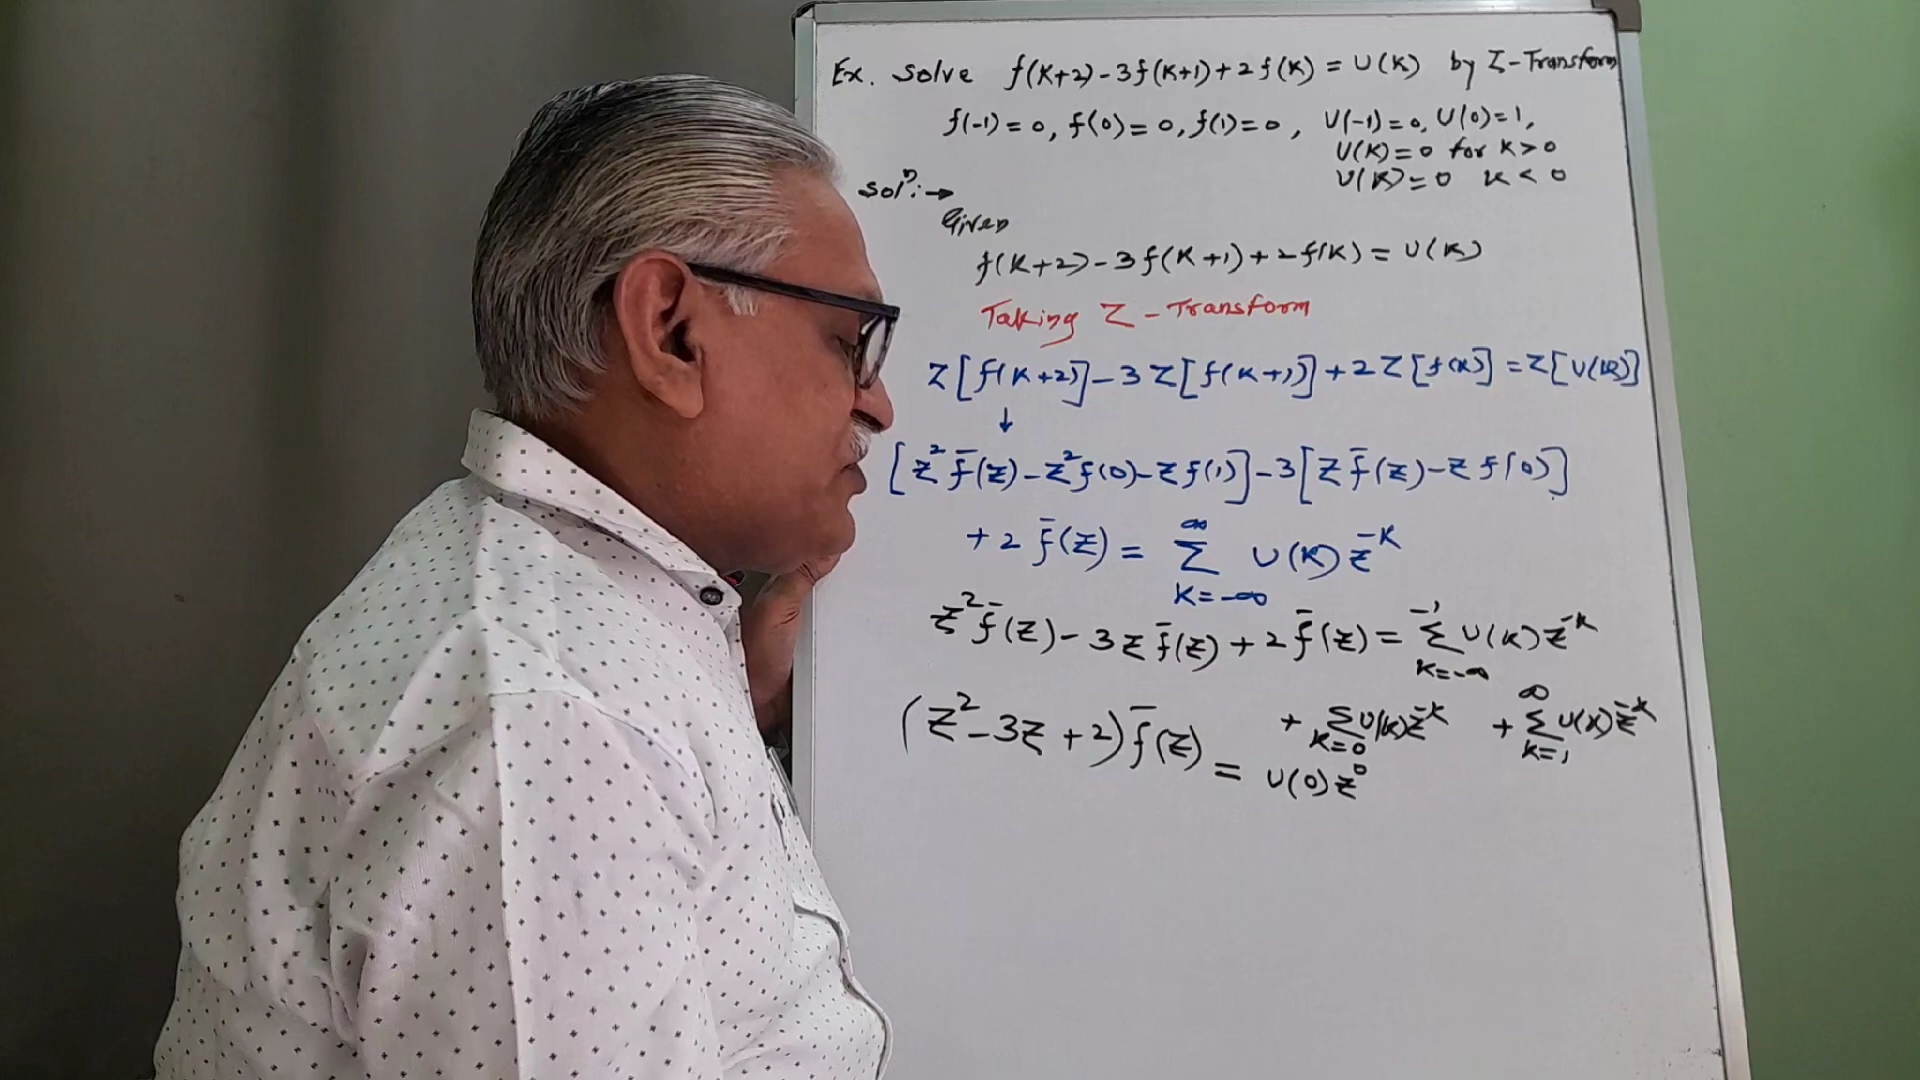 Ex. Solve f(K+2)-3f(K+1)+2f(K) = U(K) by Z-Transform
f(-1)=0, f(0)=0, f(1)=0, U(-1)=0, U(0)=1,
U(K)=0 for K>0
U(K)=0 K<0
Solⁿ:→
Given
f(K+2)-3f(K+1)+2f(K) = U(K)
Taking Z-Transform
Z[f(K+2)]-3Z[f(K+1)]+2Z[f(K)]=Z[U(K)]
↓
[z²f̄(z)-z²f(0)-zf(1)]-3[zf̄(z)-zf(0)]
+2f̄(z) = ∞∑K=-∞ U(K)z⁻ᴷ
z²f̄(z)-3zf̄(z)+2f̄(z) = -1∑K=-∞ U(K)z⁻ᴷ
+ ∑K=0 U(K)z⁻ᴷ + ∞∑K=1 U(K)z⁻ᴷ
(z²-3z+2)f̄(z) = U(0)z⁰